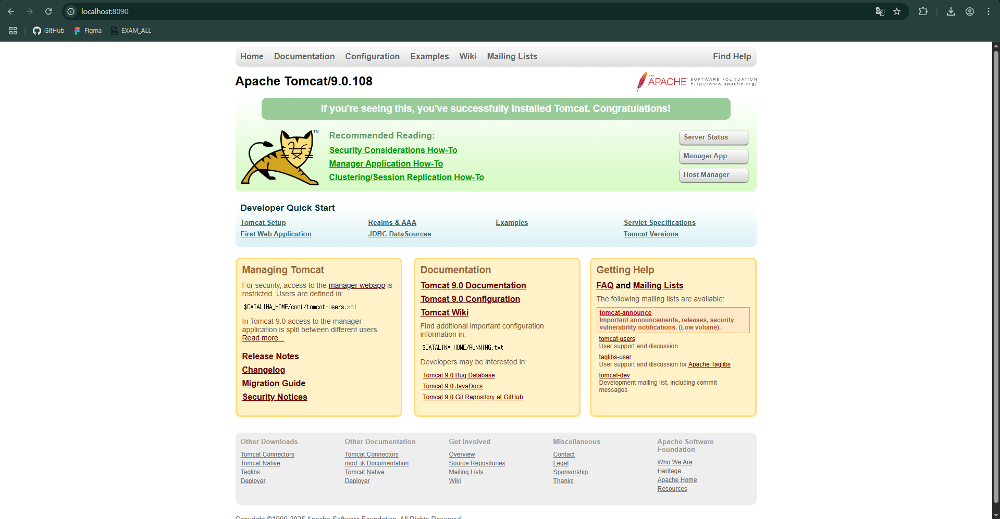 localhost:8090
GitHub
Figma
EXAM_ALL
Home Documentation Configuration Examples Wiki Mailing Lists Find Help
Apache Tomcat/9.0.108
THE APACHE SOFTWARE FOUNDATION
http://www.apache.org/
If you're seeing this, you've successfully installed Tomcat. Congratulations!
TM
Recommended Reading:
Security Considerations How-To
Manager Application How-To
Clustering/Session Replication How-To
Server Status
Manager App
Host Manager
Developer Quick Start
Tomcat Setup
First Web Application
Realms & AAA
JDBC DataSources
Examples
Servlet Specifications
Tomcat Versions
Managing Tomcat
For security, access to the manager webapp is
restricted. Users are defined in:
$CATALINA_HOME/conf/tomcat-users.xml
In Tomcat 9.0 access to the manager
application is split between different users.
Read more...
Release Notes
Changelog
Migration Guide
Security Notices
Documentation
Tomcat 9.0 Documentation
Tomcat 9.0 Configuration
Tomcat Wiki
Find additional important configuration
information in:
$CATALINA_HOME/RUNNING.txt
Developers may be interested in:
Tomcat 9.0 Bug Database
Tomcat 9.0 JavaDocs
Tomcat 9.0 Git Repository at GitHub
Getting Help
FAQ and Mailing Lists
The following mailing lists are available:
tomcat-announce
Important announcements, releases, security
vulnerability notifications. (Low volume).
tomcat-users
User support and discussion
taglibs-user
User support and discussion for Apache Taglibs
tomcat-dev
Development mailing list, including commit
messages
Other Downloads
Tomcat Connectors
Tomcat Native
Taglibs
Deployer
Other Documentation
Tomcat Connectors
mod_jk Documentation
Tomcat Native
Deployer
Get Involved
Overview
Source Repositories
Mailing Lists
Wiki
Miscellaneous
Contact
Legal
Sponsorship
Thanks
Apache Software
Foundation
Who We Are
Heritage
Apache Home
Resources
Copyright ©1999-2025 Apache Software Foundation. All Rights Reserved